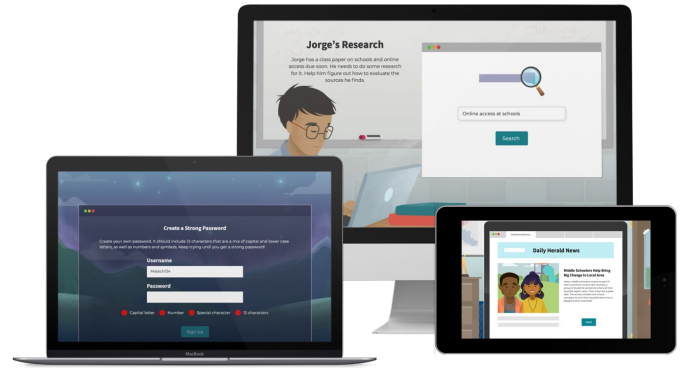 Jorge's Research
Jorge has a class paper on schools and online
access due soon. He needs to do some research
for it. Help him figure out how to evaluate the
sources he finds.
Online access at schools
Search
Create a Strong Password
Create your own password. It should include 12 characters that are a mix of capital and lower case
letters, as well as numbers and symbols. Keep trying until you get a strong password!
Username
Password
Capital letter
Number
Special character
12 characters
Sign Up
MacBook
Daily Herald News
Middle Schoolers Help Bring
Big Change to Local Area